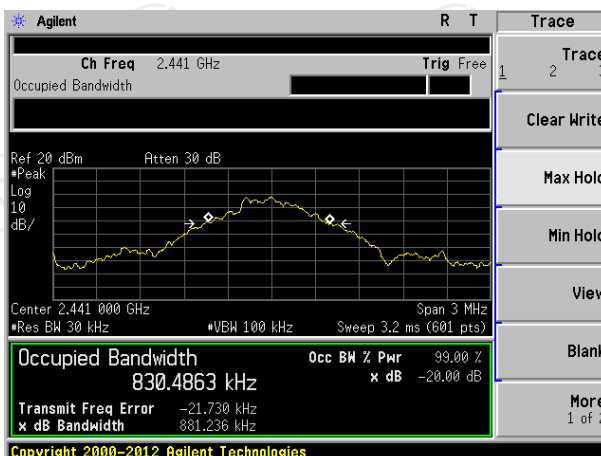 Agilent R T Trace
Ch Freq 2.441 GHz Trig Free
Occupied Bandwidth
Trace
1 2 3
Clear Write
Max Hold
Min Hold
View
Blank
More
1 of 2
Ref 20 dBm Atten 30 dB
#Peak
Log
10
dB/
Center 2.441 000 GHz Span 3 MHz
#Res BW 30 kHz #VBW 100 kHz Sweep 3.2 ms (601 pts)
Occupied Bandwidth Occ BW % Pwr 99.00 %
830.4863 kHz x dB -20.00 dB
Transmit Freq Error -21.730 kHz
x dB Bandwidth 881.236 kHz
Copyright 2000-2012 Agilent Technologies